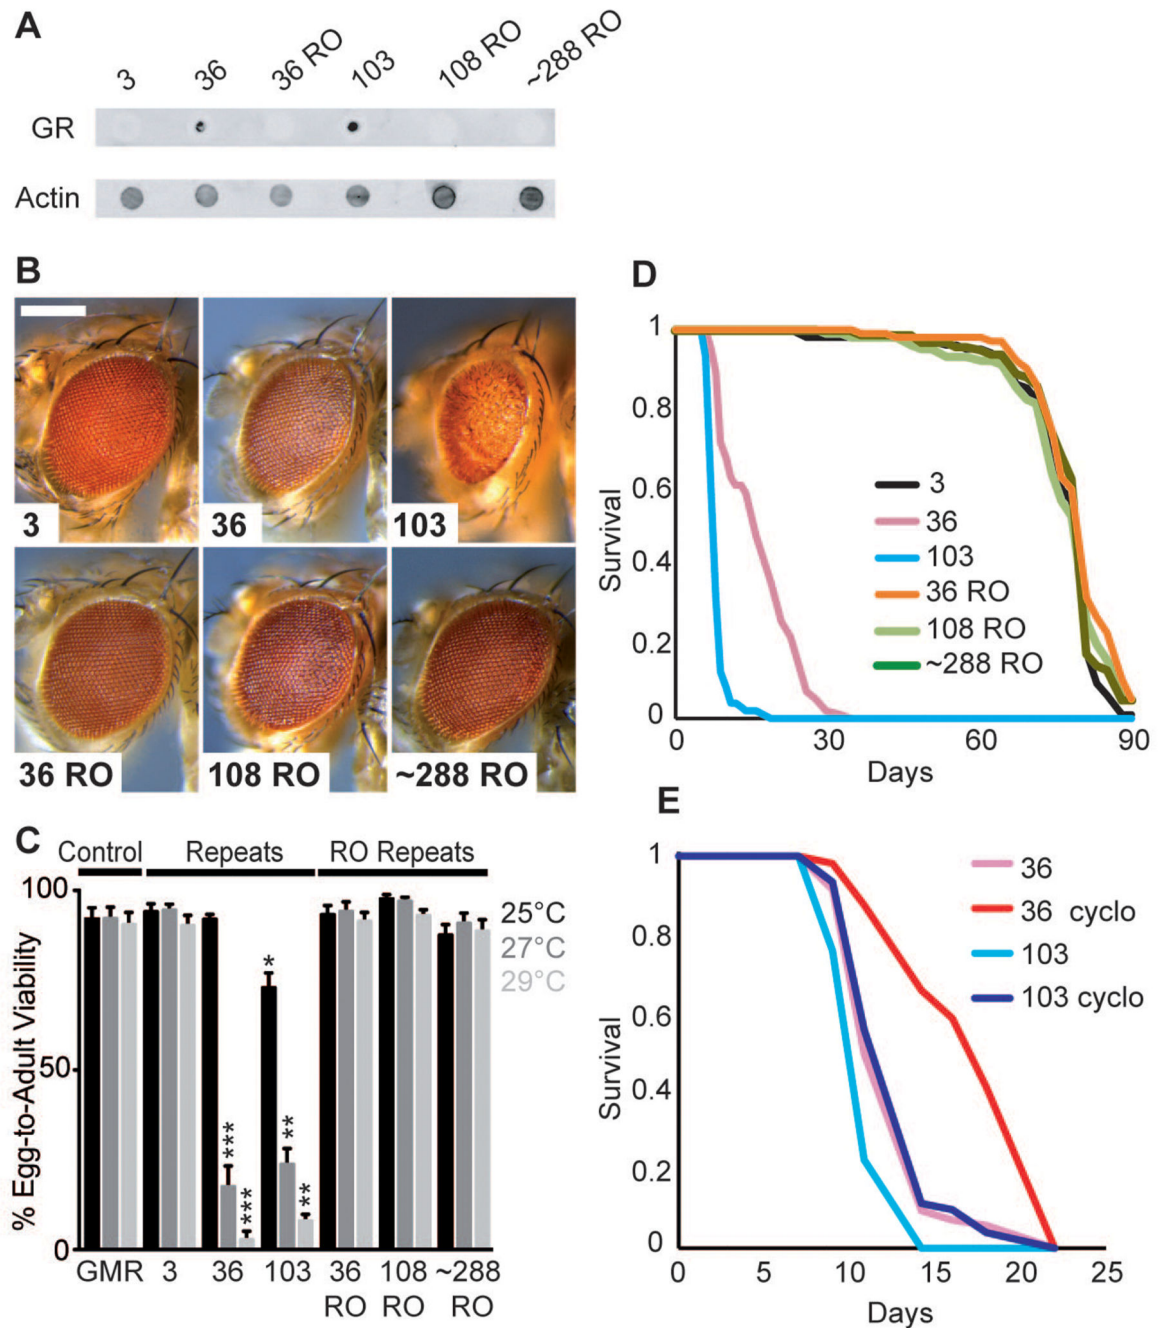 A
3 36 36 RO 103 108 RO ~288 RO
GR
Actin
B
3
36
103
36 RO
108 RO
~288 RO
C
Control Repeats RO Repeats
% Egg-to-Adult Viability
100
50
0
25°C
27°C
29°C
*
***
***
**
**
GMR 3 36 103 36 108 ~288
RO RO RO
D
Survival
1
0.8
0.6
0.4
0.2
0
3
36
103
36 RO
108 RO
~288 RO
0 30 60 90
Days
E
Survival
1
0.8
0.6
0.4
0.2
0
36
36 cyclo
103
103 cyclo
0 5 10 15 20 25
Days